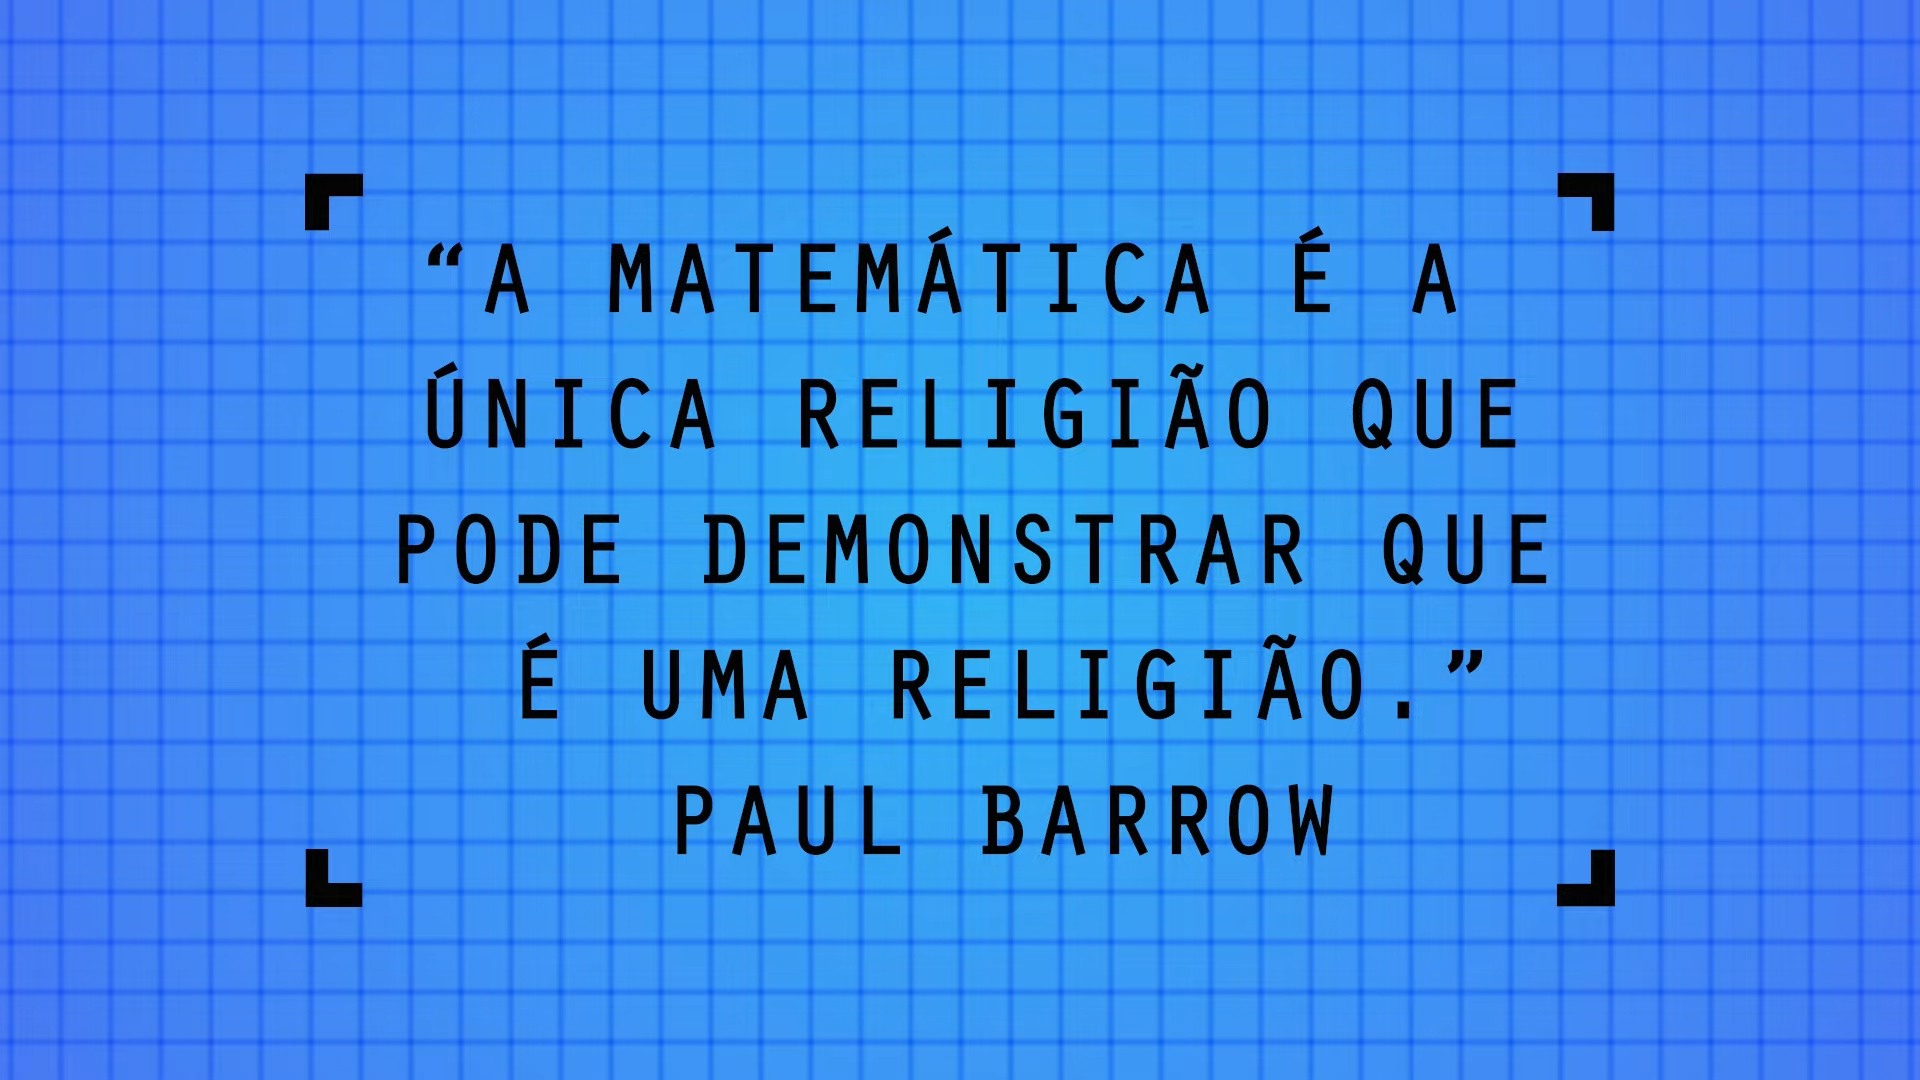 “A MATEMÁTICA É A
ÚNICA RELIGIÃO QUE
PODE DEMONSTRAR QUE
É UMA RELIGIÃO.”
PAUL BARROW